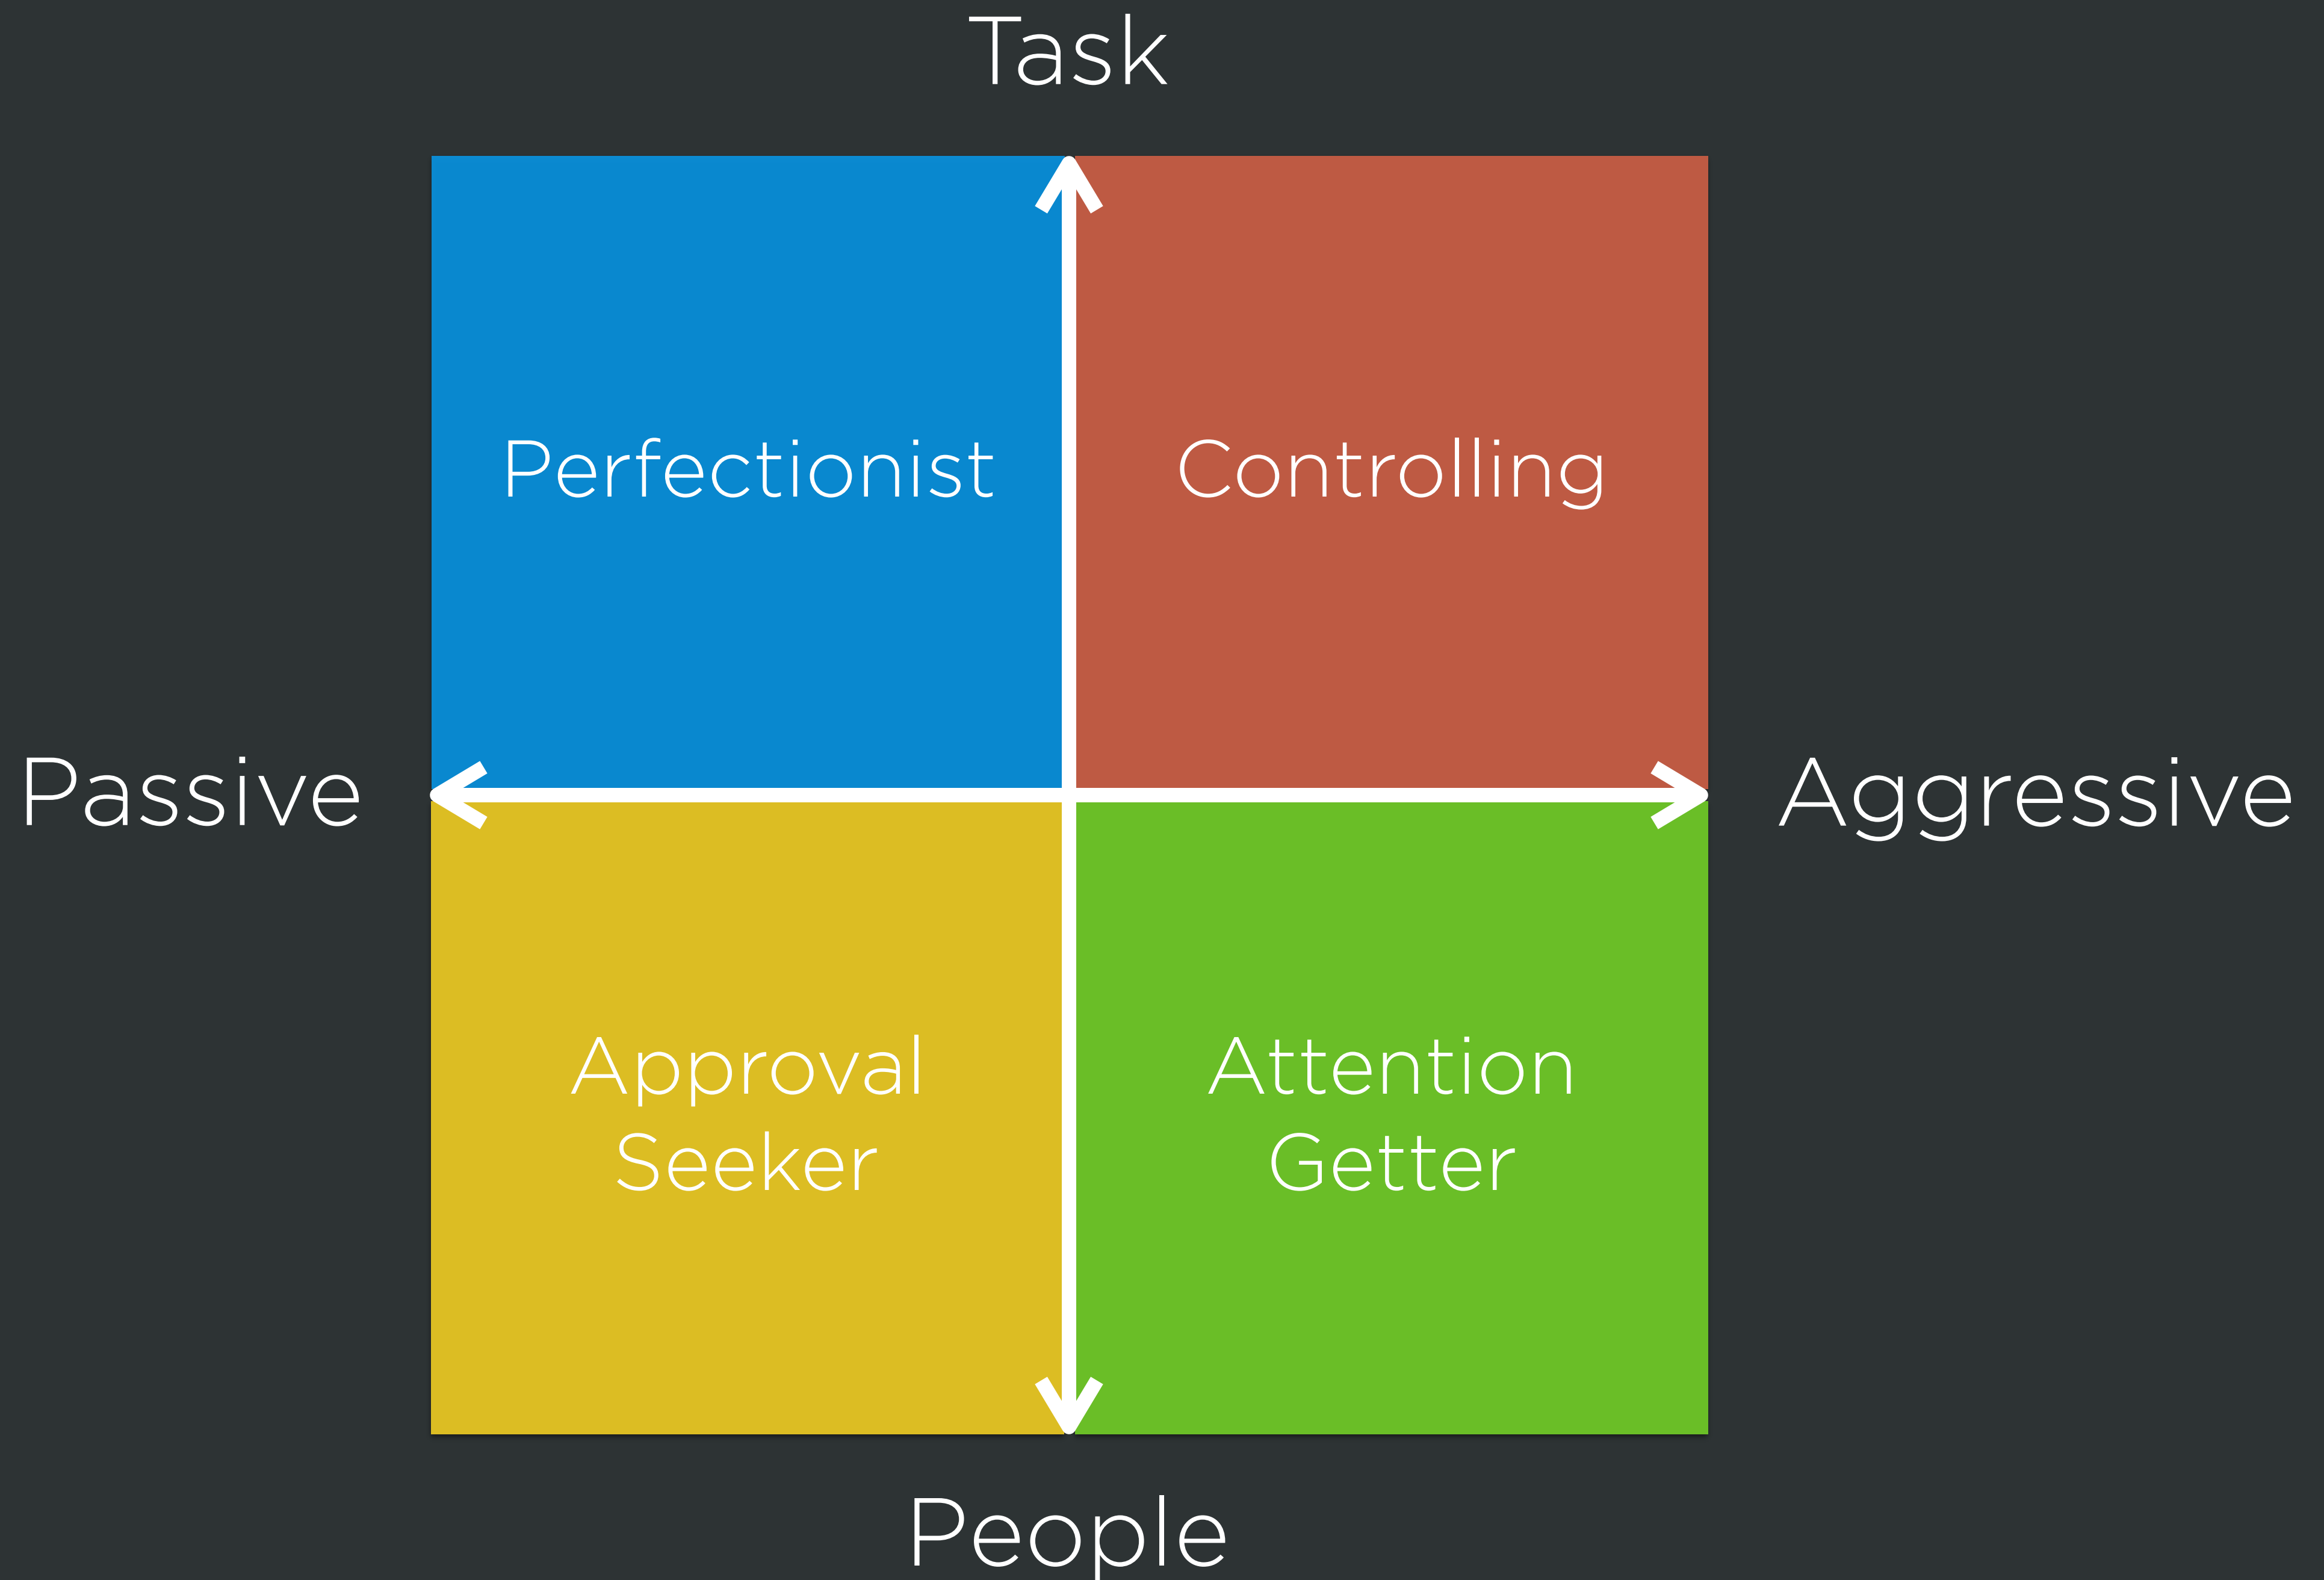 Task
Perfectionist
Controlling
Passive
Aggressive
Approval
Seeker
Attention
Getter
People